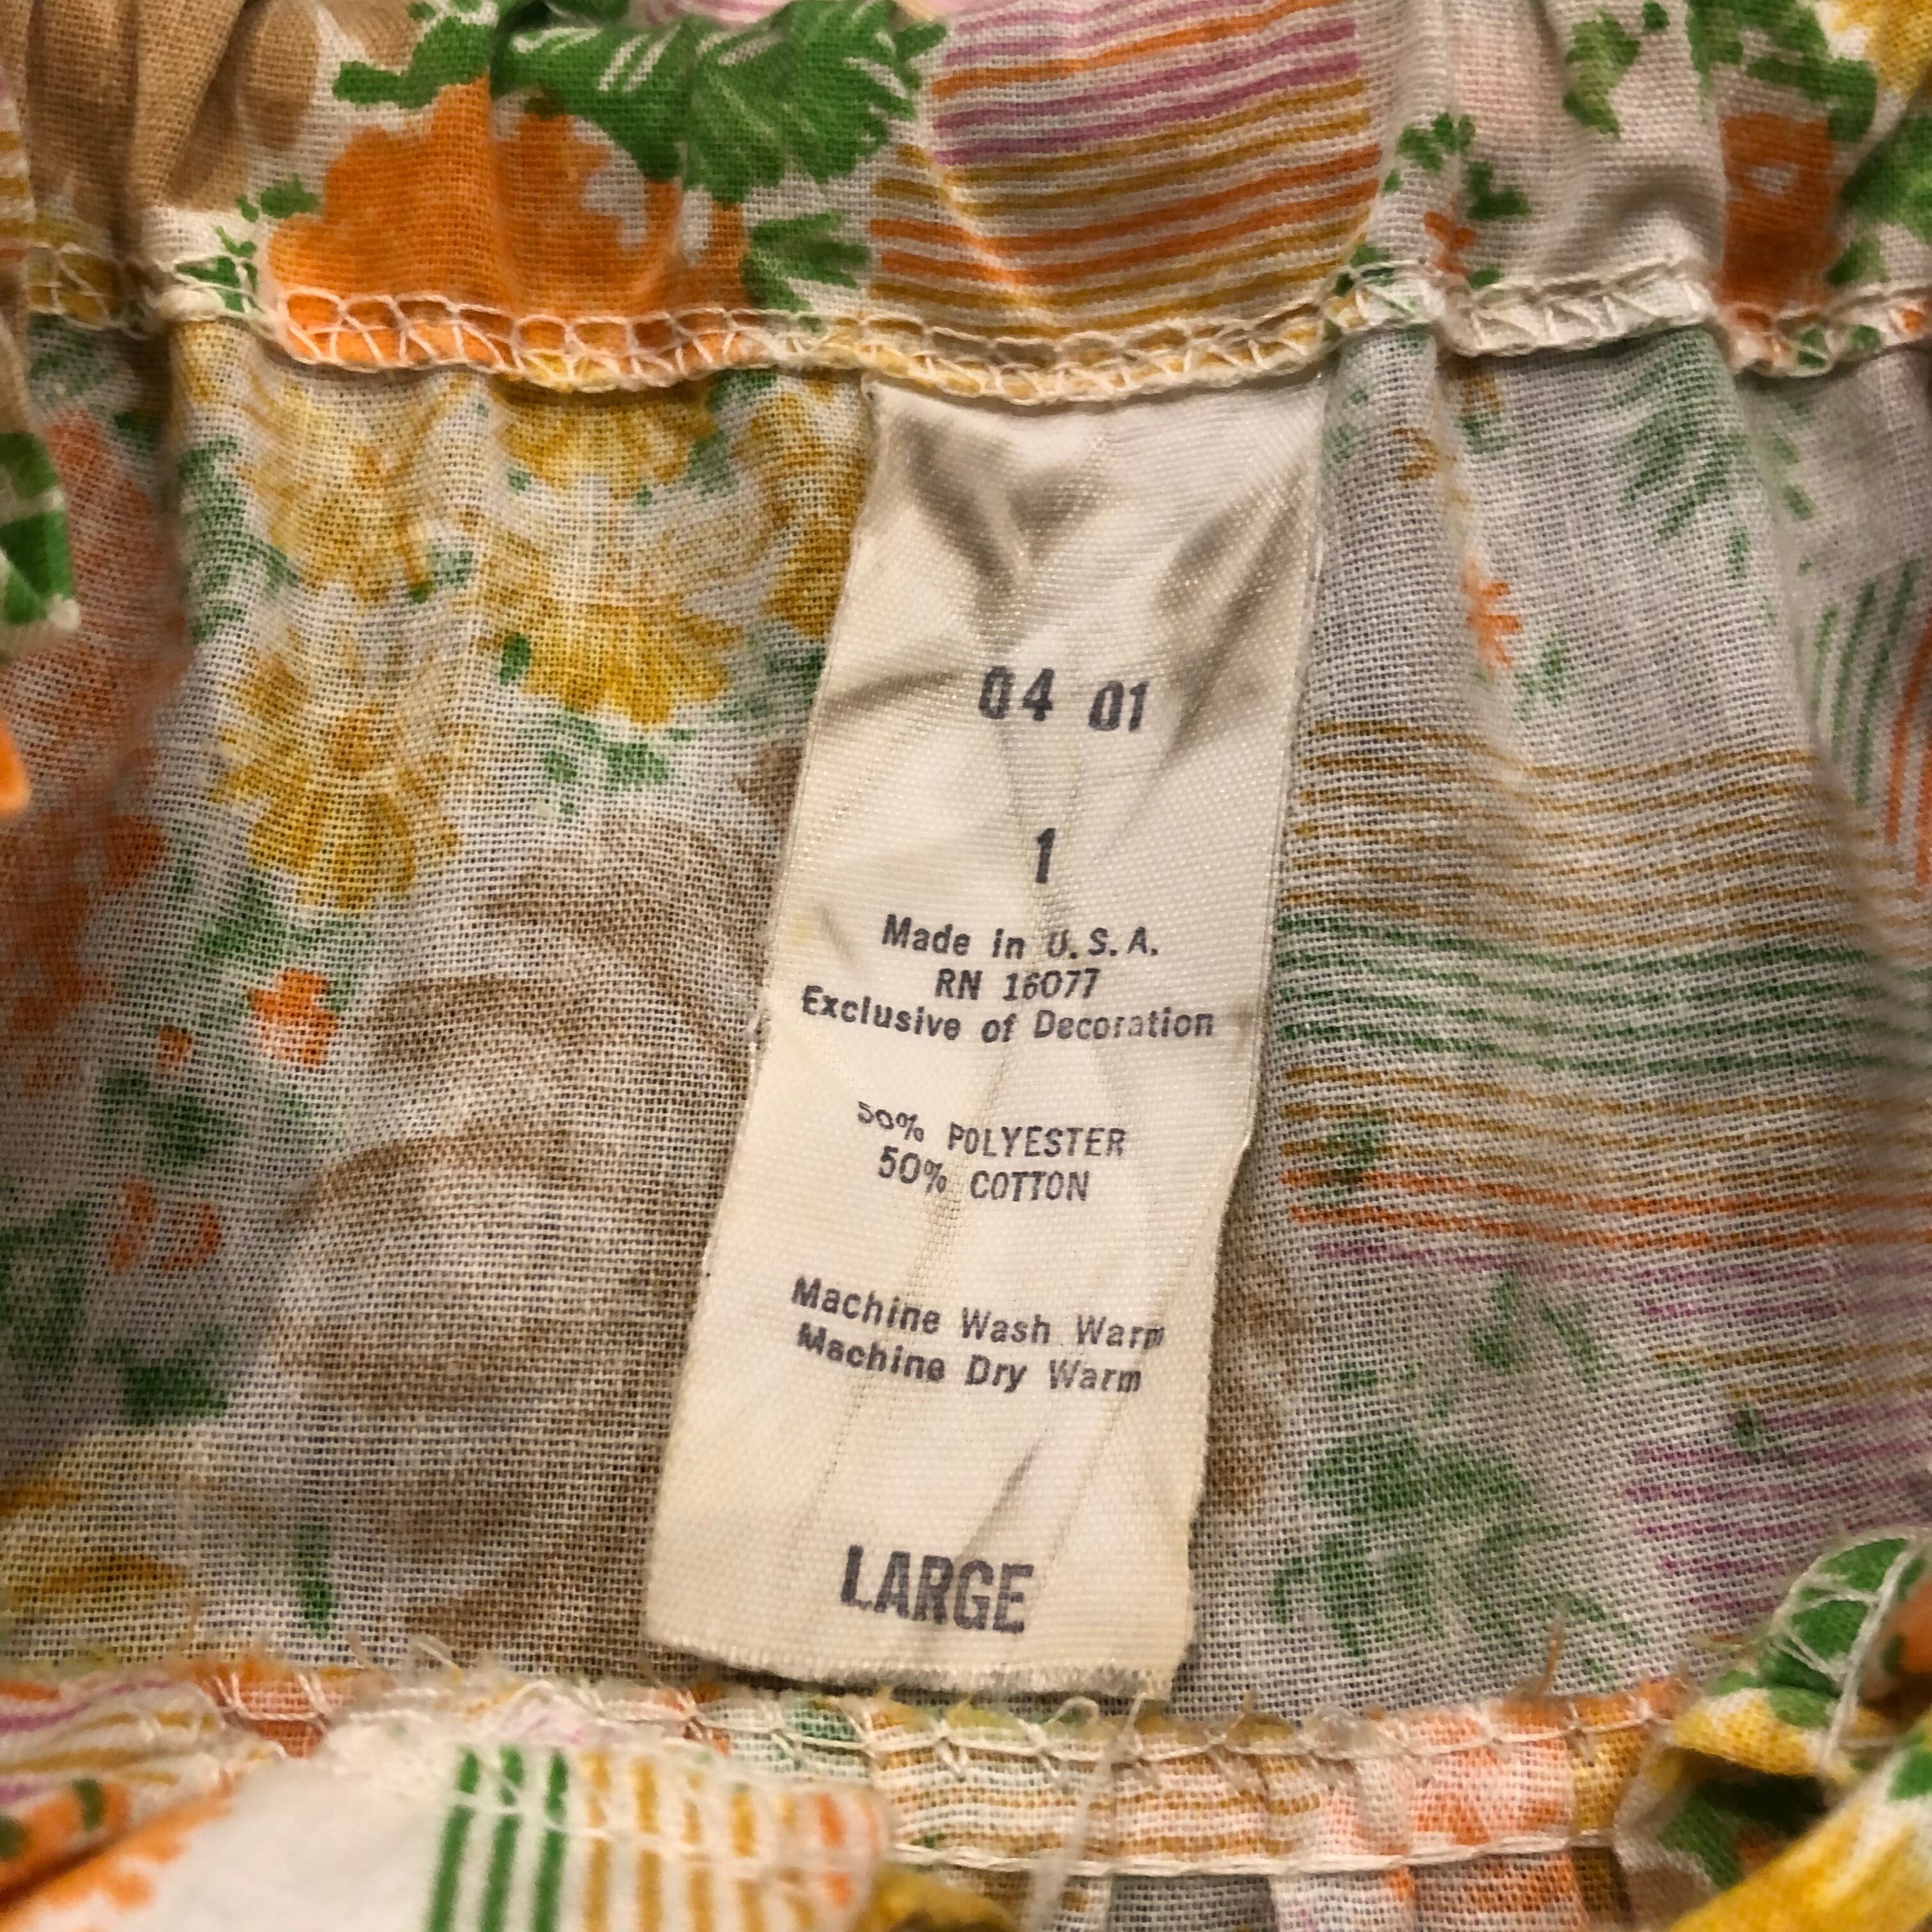 04 01
1
Made in U.S.A.
RN 16077
Exclusive of Decoration
50% POLYESTER
50% COTTON
Machine Wash Warm
Machine Dry Warm
LARGE